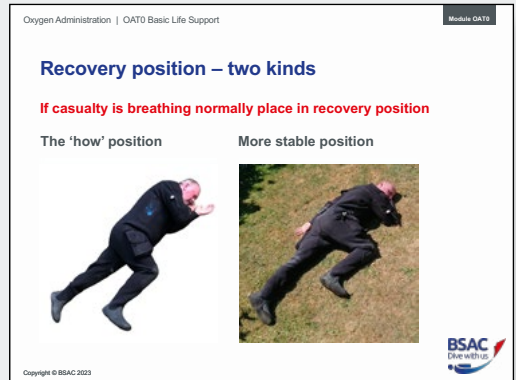 Oxygen Administration | OAT0 Basic Life Support
Module OAT0
Recovery position – two kinds
If casualty is breathing normally place in recovery position
The ‘how’ position
More stable position
BSAC
Dive with us
Copyright © BSAC 2023